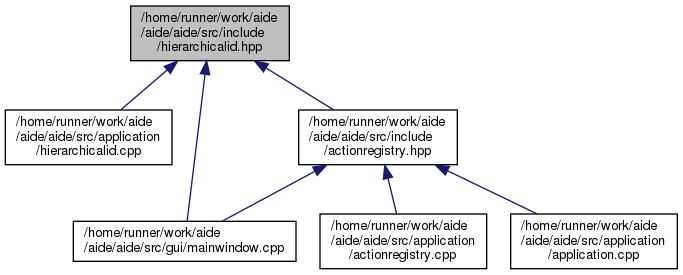 /home/runner/work/aide
/aide/aide/src/include
/hierarchicalid.hpp
/home/runner/work/aide
/aide/aide/src/application
/hierarchicalid.cpp
/home/runner/work/aide
/aide/aide/src/include
/actionregistry.hpp
/home/runner/work/aide
/aide/aide/src/gui/mainwindow.cpp
/home/runner/work/aide
/aide/aide/src/application
/actionregistry.cpp
/home/runner/work/aide
/aide/aide/src/application
/application.cpp